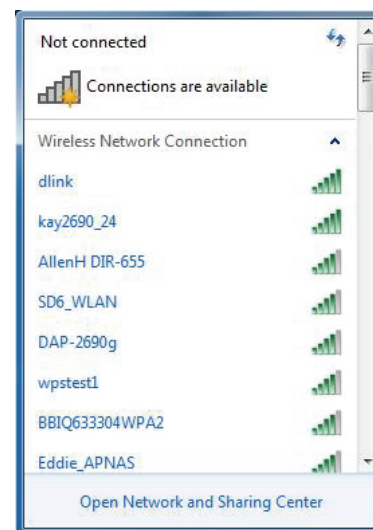 Not connected
Connections are available
Wireless Network Connection
dlink
kay2690_24
AllenH DIR-655
SD6_WLAN
DAP-2690g
wpstest1
BBIQ633304WPA2
Eddie_APNAS
Open Network and Sharing Center